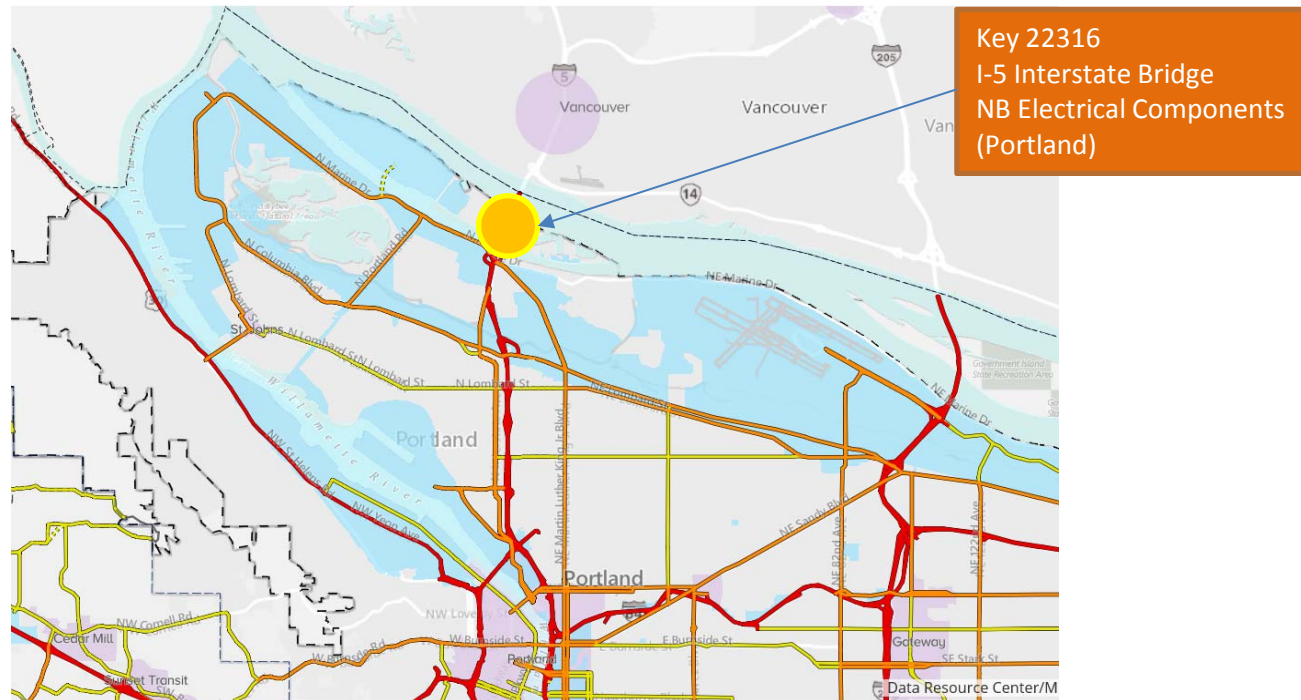 Key 22316
I-5 Interstate Bridge
NB Electrical Components
(Portland)
205
5
Vancouver
Vancouver
Van
14
N Marine Dr
N Columbia Blvd
N Portland Rd
NE Marine Dr
N Lombard St
St. Johns
N Lombard St
N Lombard St
N Lombard St
NE Lombard St
Government Island
State Recreation Area
NE Marine Dr
Willamette River
Portland
NW St Helens Rd
NE Martin Luther King Jr Blvd
NW Yeon Ave
NE Sandy Blvd
NE 82nd Ave
NE 122nd Ave
Portland
84
NW Cornell Rd
Cedar Mill
W Burnside St
E Burnside St
Gateway
Portland
SE Stark St
Sunset Transit
Data Resource Center/M